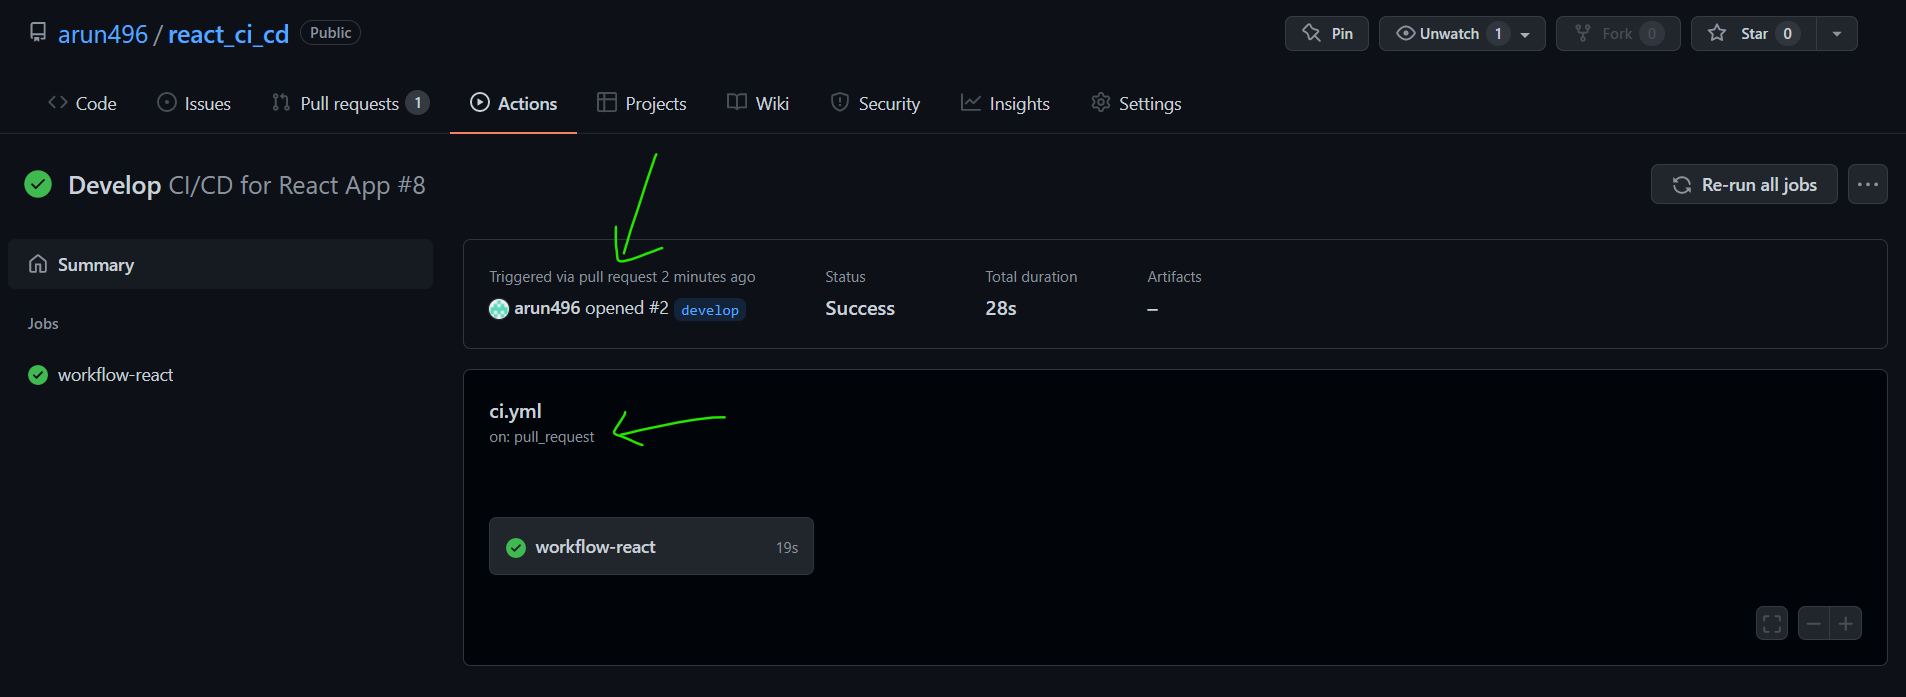 arun496 / react_ci_cd Public
Pin Unwatch 1 Fork 0 Star 0
Code Issues Pull requests 1 Actions Projects Wiki Security Insights Settings
Develop CI/CD for React App #8
Re-run all jobs
Summary
Jobs
workflow-react
Triggered via pull request 2 minutes ago
arun496 opened #2 develop
Status
Success
Total duration
28s
Artifacts
–
ci.yml
on: pull_request
workflow-react 19s